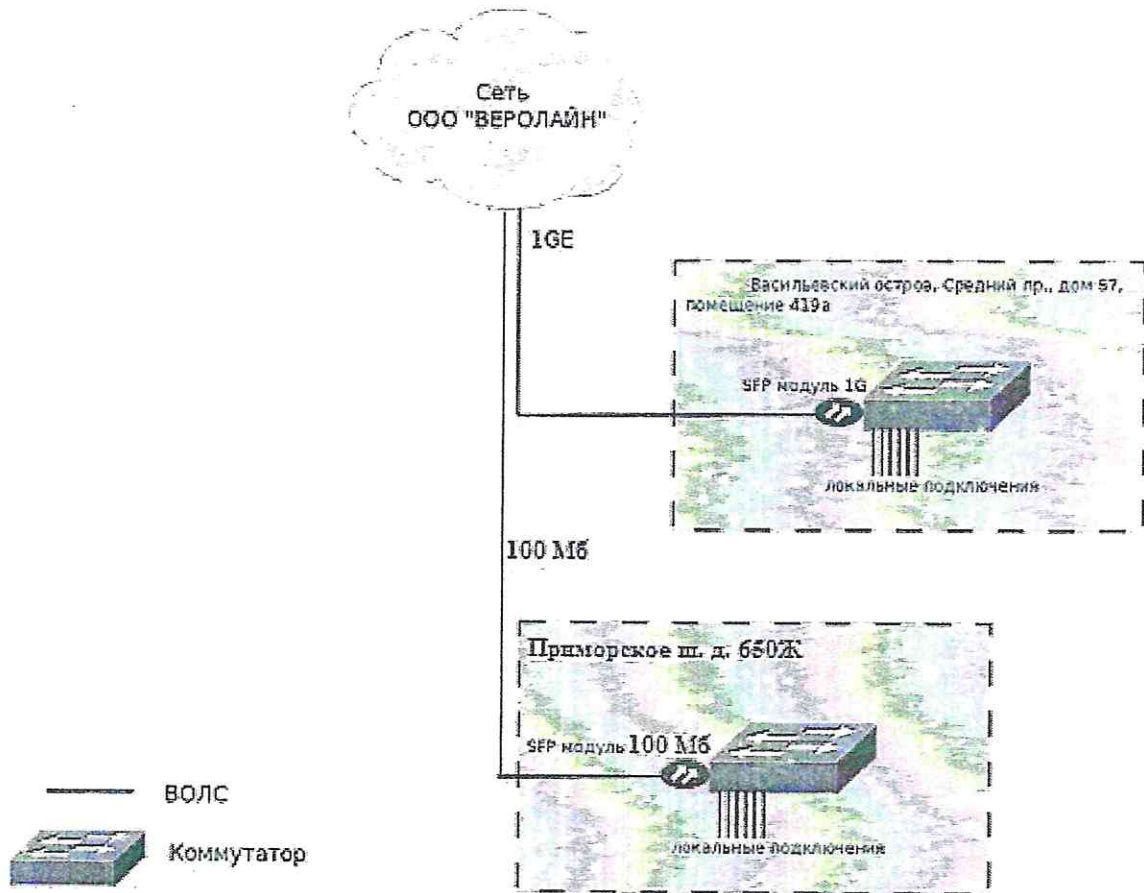 Сеть
ООО "ВЕРОЛАЙН"
1GE
Васильевский остров, Средний пр., дом 57,
помещение 419а
SFP модуль 1G
локальные подключения
100 Мб
Приморское ш. д. 650Ж
SFP модуль 100 Мб
локальные подключения
ВОЛС
Коммутатор